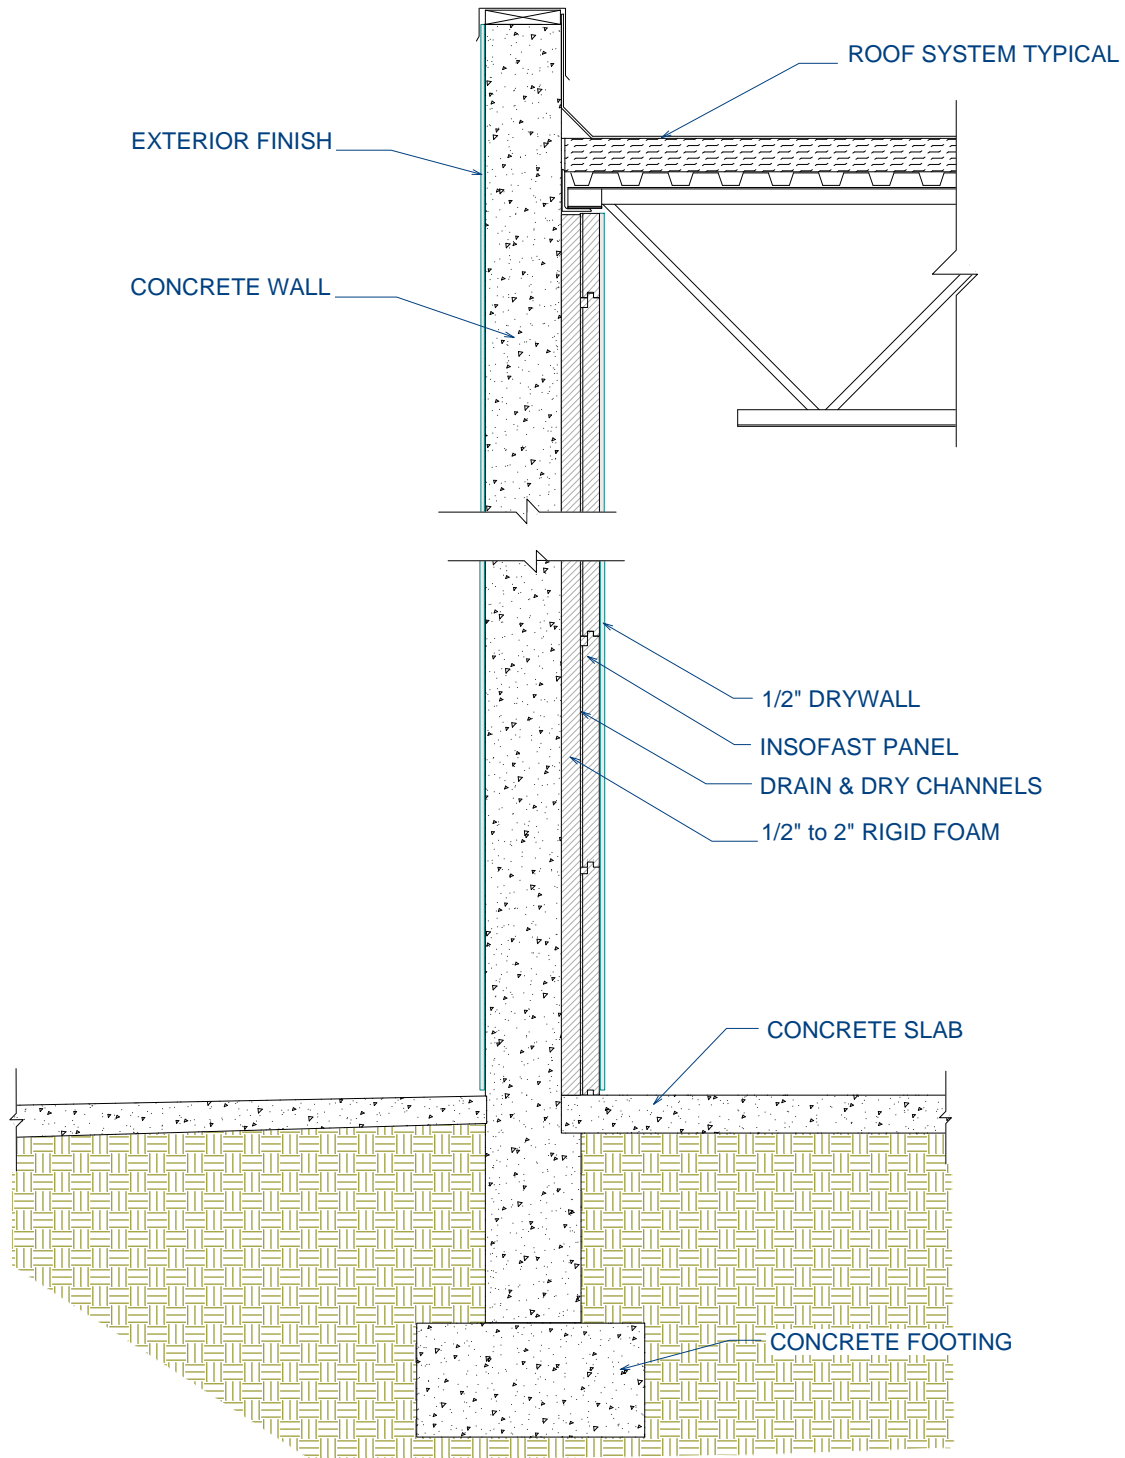 ROOF SYSTEM TYPICAL
EXTERIOR FINISH
CONCRETE WALL
1/2" DRYWALL
INSOFAST PANEL
DRAIN & DRY CHANNELS
1/2" to 2" RIGID FOAM
CONCRETE SLAB
CONCRETE FOOTING